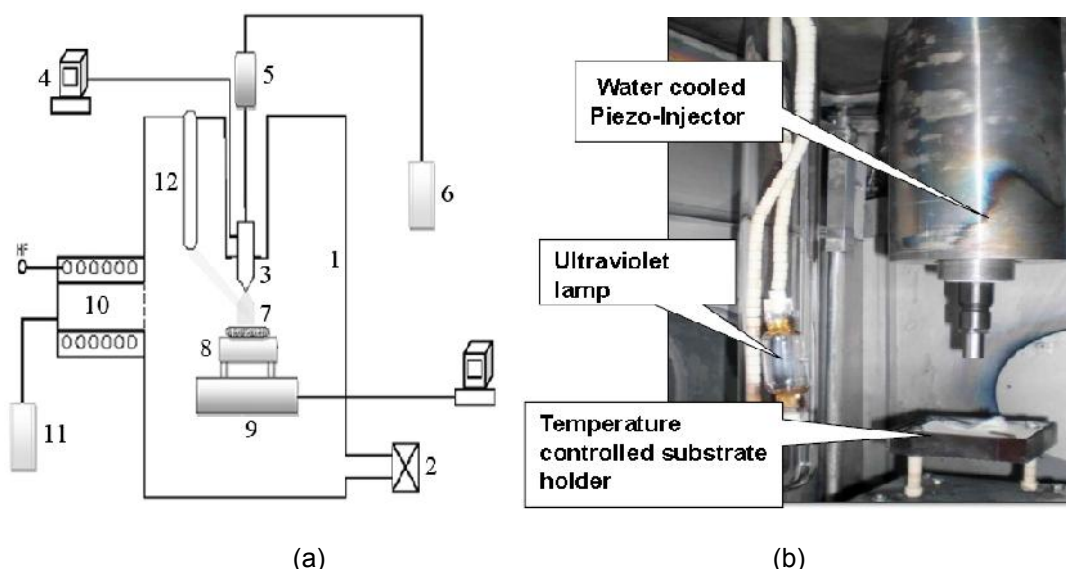 4
5
12
6
1
HF
3
10
7
8
11
9
2
(a)
Water cooled
Piezo-Injector
Ultraviolet
lamp
Temperature
controlled substrate
holder
(b)